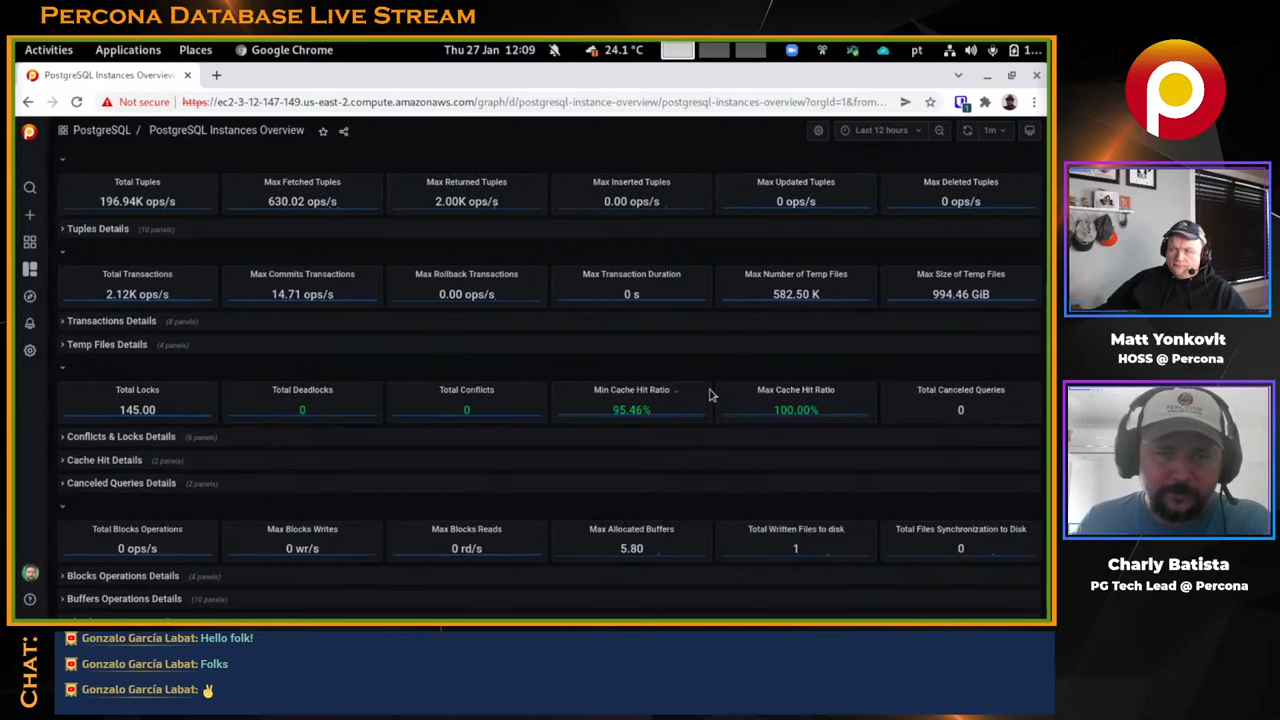 PERCONA DATABASE LIVE STREAM
Activities Applications Places Google Chrome Thu 27 Jan 12:09 24.1 °C pt 1...
PostgreSQL Instances Overview
Not secure https://ec2-3-12-147-149.us-east-2.compute.amazonaws.com/graph/d/postgresql-instance-overview/postgresql-instances-overview?orgId=1&from...
PostgreSQL / PostgreSQL Instances Overview Last 12 hours 1m
Total Tuples Max Fetched Tuples Max Returned Tuples Max Inserted Tuples Max Updated Tuples Max Deleted Tuples
196.94K ops/s 630.02 ops/s 2.00K ops/s 0.00 ops/s 0 ops/s 0 ops/s
Tuples Details (10 panels)
Total Transactions Max Commits Transactions Max Rollback Transactions Max Transaction Duration Max Number of Temp Files Max Size of Temp Files
2.12K ops/s 14.71 ops/s 0.00 ops/s 0 s 582.50 K 994.46 GiB
Transactions Details (8 panels)
Temp Files Details (4 panels)
Total Locks Total Deadlocks Total Conflicts Min Cache Hit Ratio Max Cache Hit Ratio Total Canceled Queries
145.00 0 0 95.46% 100.00% 0
Conflicts & Locks Details (5 panels)
Cache Hit Details (2 panels)
Canceled Queries Details (2 panels)
Total Blocks Operations Max Blocks Writes Max Blocks Reads Max Allocated Buffers Total Written Files to disk Total Files Synchronization to Disk
0 ops/s 0 wr/s 0 rd/s 5.80 1 0
Blocks Operations Details (4 panels)
Buffers Operations Details (10 panels)
Matt Yonkovit
HOSS @ Percona
PERCONA
Charly Batista
PG Tech Lead @ Percona
CHAT:
Gonzalo García Labat: Hello folk!
Gonzalo García Labat: Folks
Gonzalo García Labat: ✌